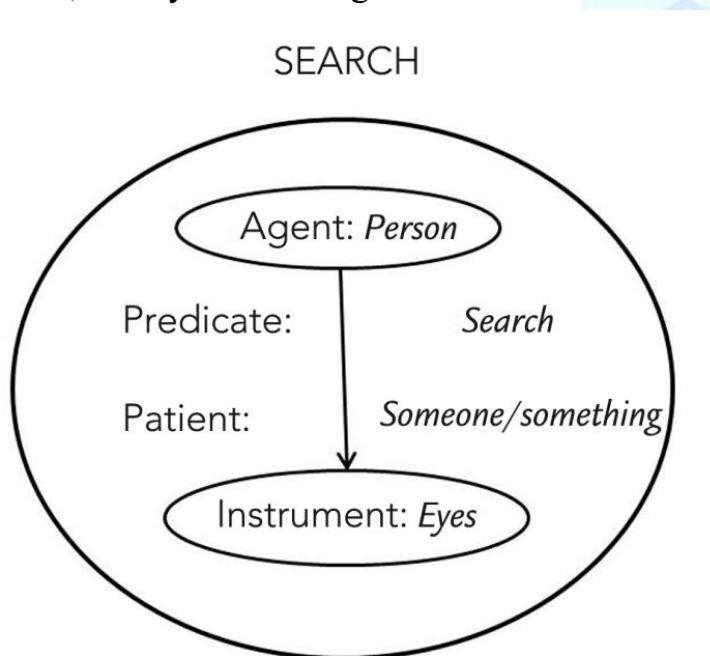 SEARCH
Agent: Person
Predicate: Search
Patient: Someone/something
Instrument: Eyes